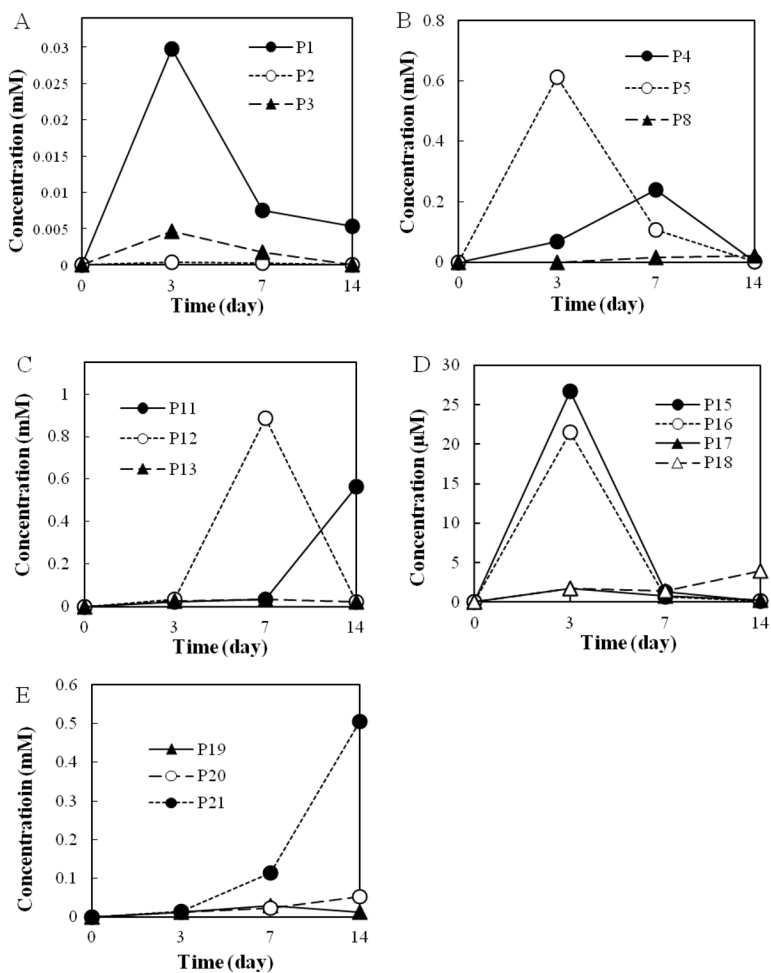 A
Concentration (mM)
0.03
0.025
0.02
0.015
0.01
0.005
0
P1
P2
P3
0 3 7 14
Time (day)
B
Concentration (mM)
0.8
0.6
0.4
0.2
0
P4
P5
P8
0 3 7 14
Time (day)
C
Concentration (mM)
1
0.8
0.6
0.4
0.2
0
P11
P12
P13
0 3 7 14
Time (day)
D
Concentration (μM)
30
25
20
15
10
5
0
P15
P16
P17
P18
0 3 7 14
Time (day)
E
Concentratioin (mM)
0.6
0.5
0.4
0.3
0.2
0.1
0
P19
P20
P21
0 3 7 14
Time (day)